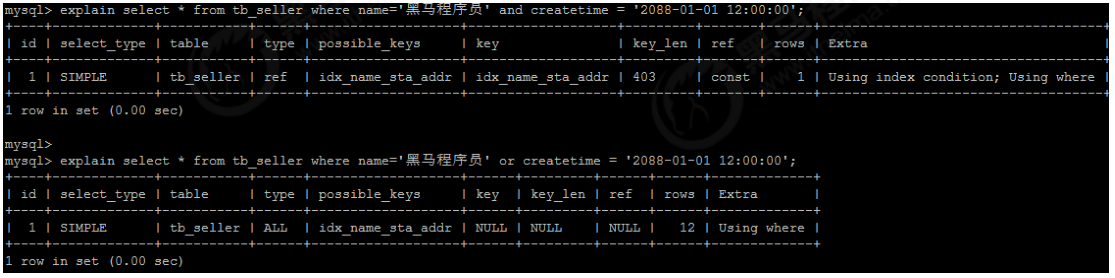 mysql> explain select * from tb_seller where name='黑马程序员' and createtime = '2088-01-01 12:00:00';
+----+-------------+-----------+------+-------------------+-------------------+---------+-------+------+------------------------------------+
| id | select_type | table     | type | possible_keys     | key               | key_len | ref   | rows | Extra                              |
+----+-------------+-----------+------+-------------------+-------------------+---------+-------+------+------------------------------------+
|  1 | SIMPLE      | tb_seller | ref  | idx_name_sta_addr | idx_name_sta_addr | 403     | const |    1 | Using index condition; Using where |
+----+-------------+-----------+------+-------------------+-------------------+---------+-------+------+------------------------------------+
1 row in set (0.00 sec)
mysql>
mysql> explain select * from tb_seller where name='黑马程序员' or createtime = '2088-01-01 12:00:00';
+----+-------------+-----------+------+-------------------+------+---------+------+------+-------------+
| id | select_type | table     | type | possible_keys     | key  | key_len | ref  | rows | Extra       |
+----+-------------+-----------+------+-------------------+------+---------+------+------+-------------+
|  1 | SIMPLE      | tb_seller | ALL  | idx_name_sta_addr | NULL | NULL    | NULL |   12 | Using where |
+----+-------------+-----------+------+-------------------+------+---------+------+------+-------------+
1 row in set (0.00 sec)